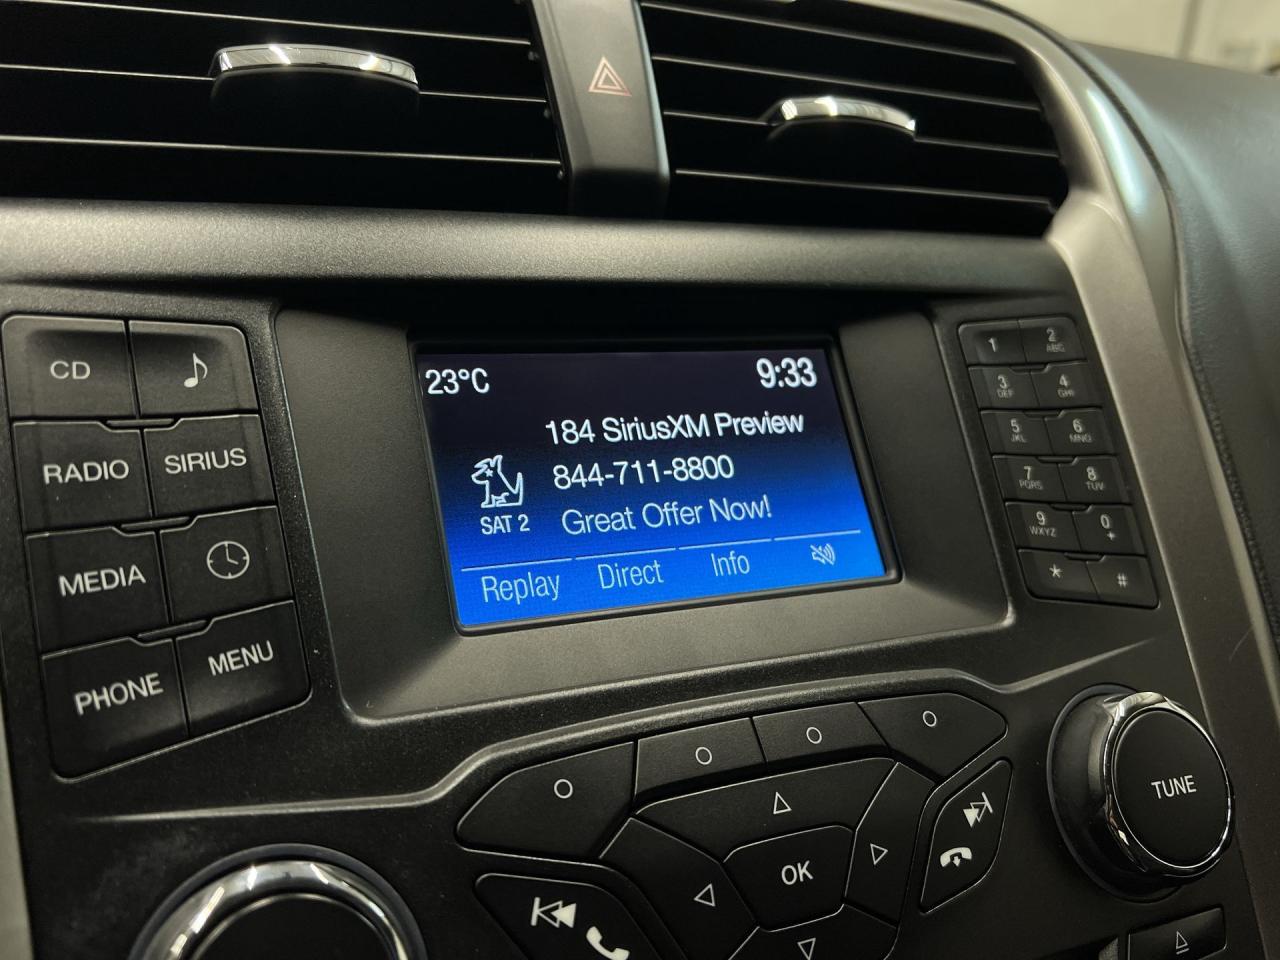 23°C
9:33
184 SiriusXM Preview
844-711-8800
Great Offer Now!
SAT 2
Replay
Direct
Info
CD
RADIO
SIRIUS
MEDIA
PHONE
MENU
1
2
ABC
3
DEF
4
GHI
5
JKL
6
MNO
7
PQRS
8
TUV
9
WXYZ
0
+
*
#
OK
TUNE